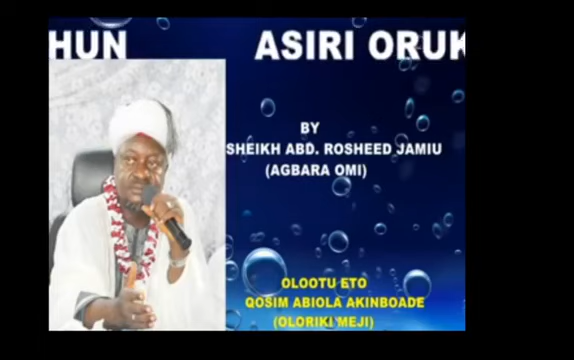 HUN ASIRI ORUK
BY
SHEIKH ABD. ROSHEED JAMIU
(AGBARA OMI)
OLOOTU ETO
QOSIM ABIOLA AKINBOADE
(OLORIKI MEJI)